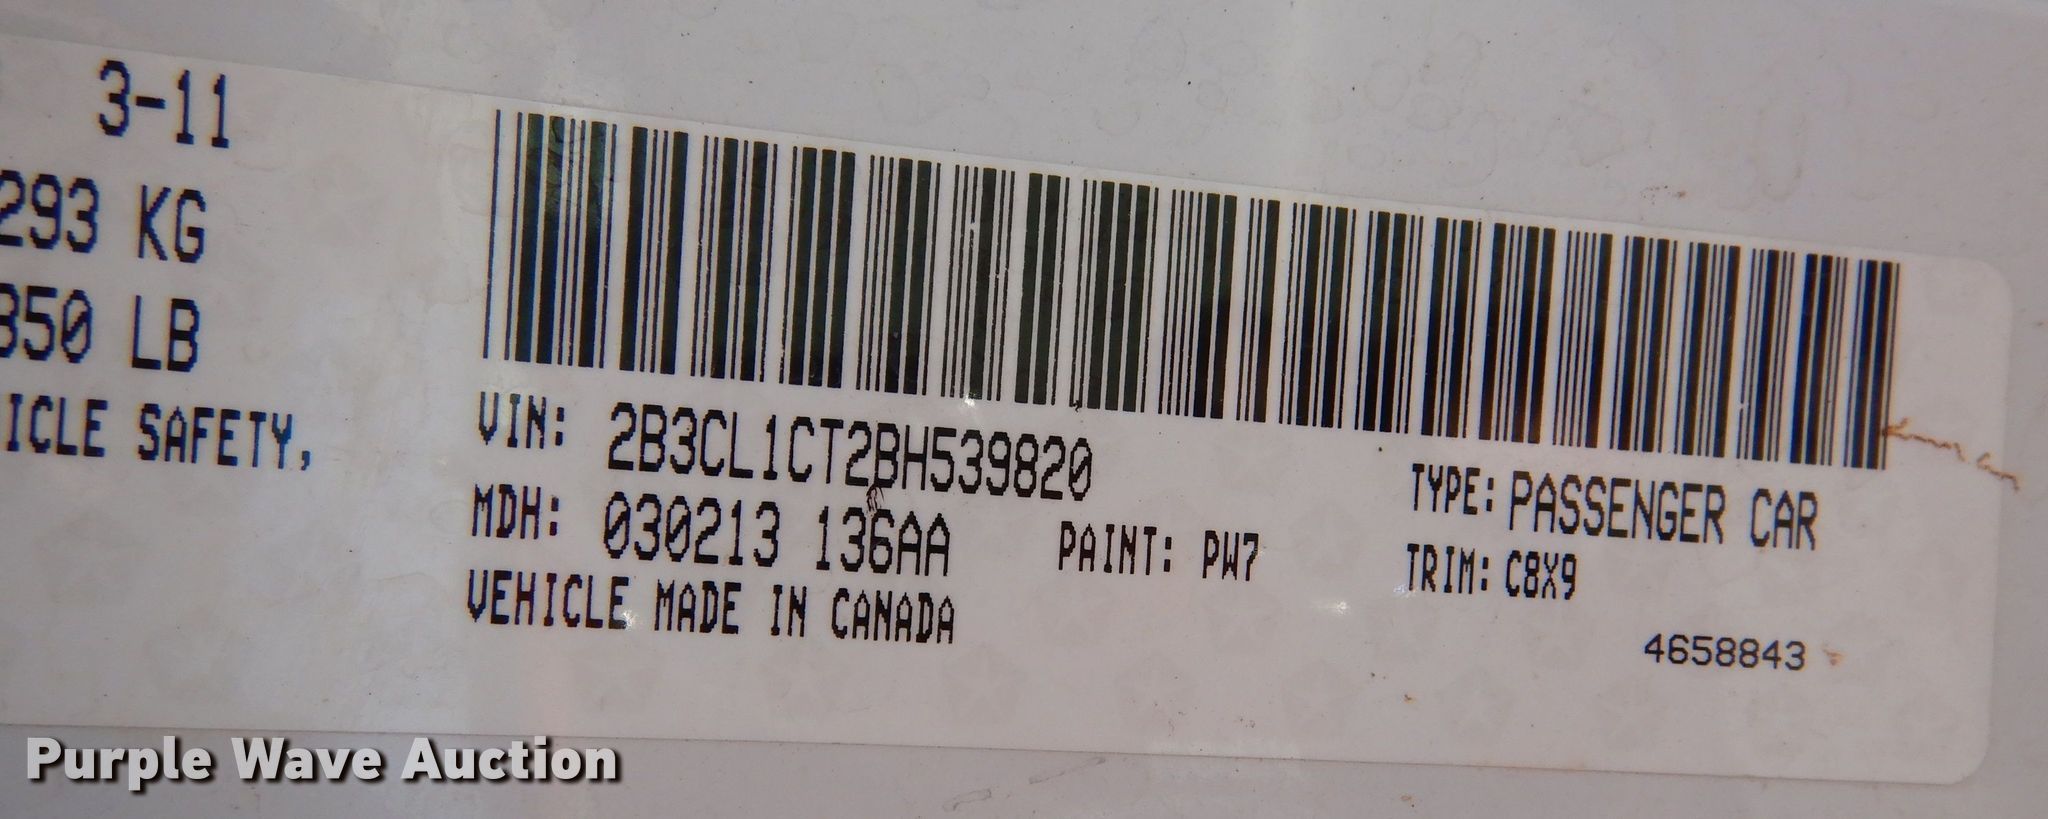 3-11
293 KG
350 LB
ICLE SAFETY,
VIN: 2B3CL1CT2BH539820
MDH: 030213 136AA PAINT: PW7
VEHICLE MADE IN CANADA
TYPE: PASSENGER CAR
TRIM: C8X9
4658843
Purple Wave Auction